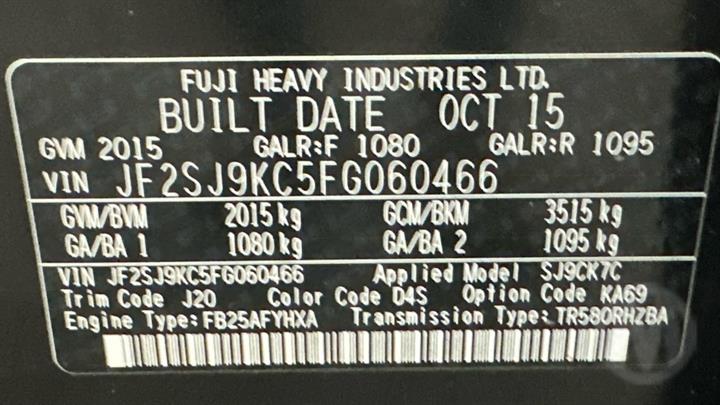 FUJI HEAVY INDUSTRIES LTD.
BUILT DATE OCT 15
GVM 2015 GALR:F 1080 GALR:R 1095
VIN JF2SJ9KC5FG060466
GVM/BVM 2015 kg GCM/BKM 3515 kg
GA/BA 1 1080 kg GA/BA 2 1095 kg
VIN JF2SJ9KC5FG060466 Applied Model SJ9CK7C
Trim Code J20 Color Code D4S Option Code KA69
Engine Type:FB25AFYHXA Transmission Type:TR580RHZBA